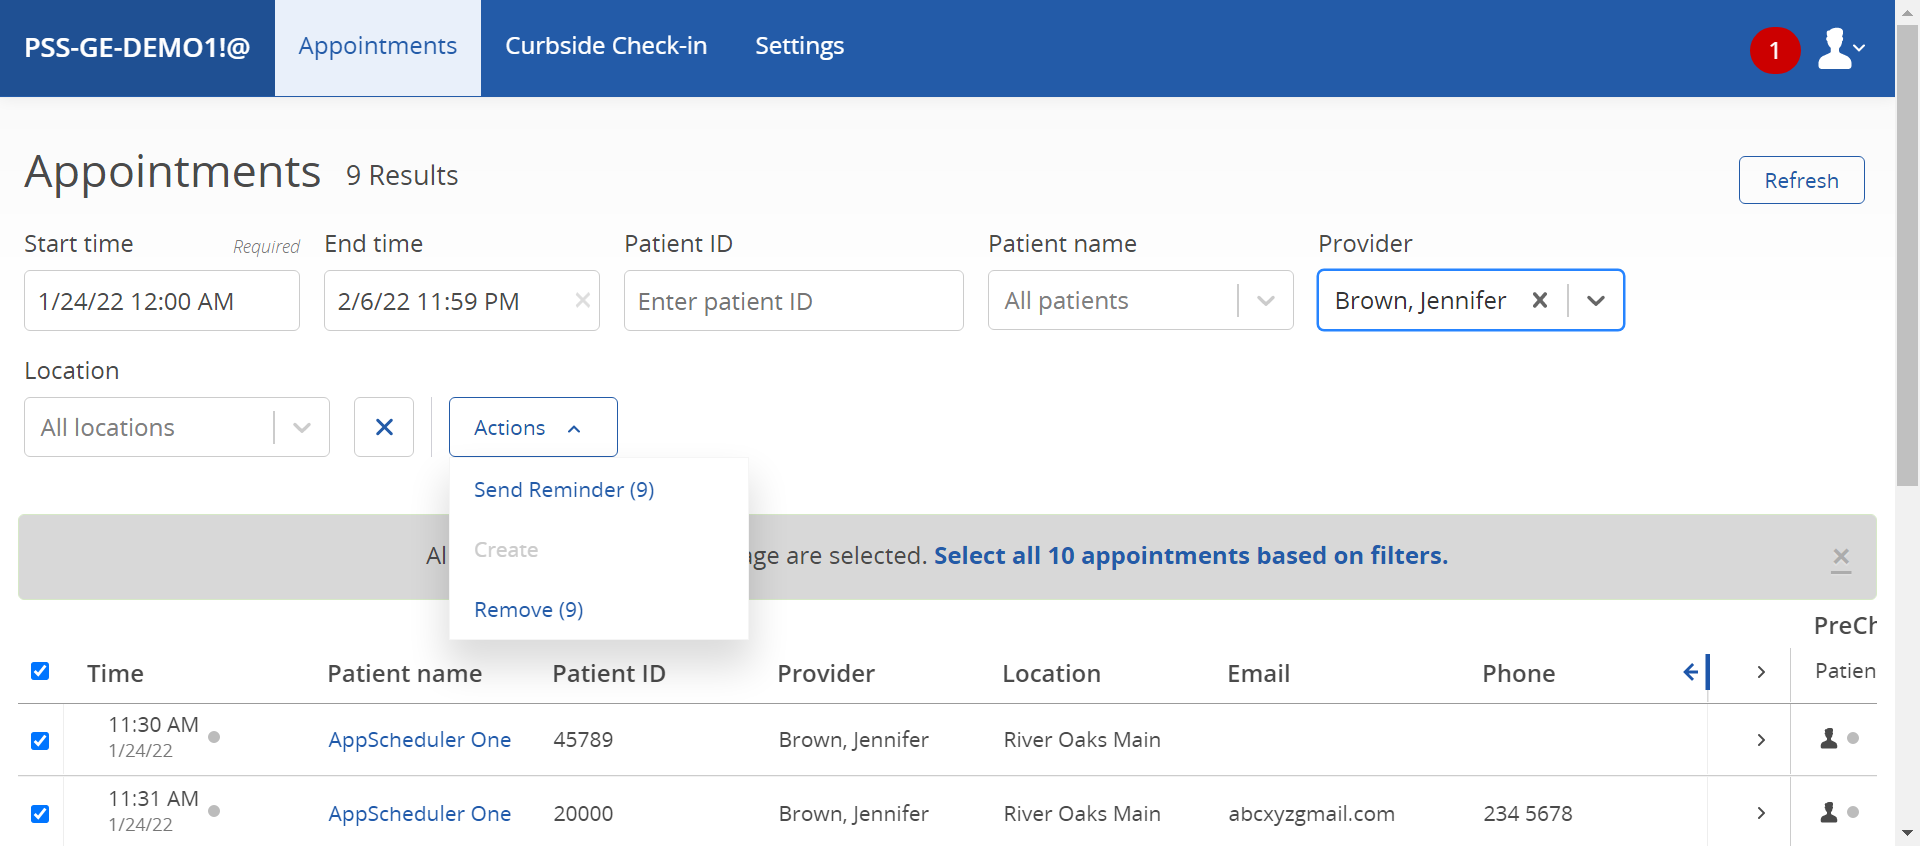 PSS-GE-DEMO1!@ Appointments Curbside Check-in Settings 1
Appointments 9 Results Refresh
Start time Required End time Patient ID Patient name Provider
1/24/22 12:00 AM 2/6/22 11:59 PM Enter patient ID All patients Brown, Jennifer
Location
All locations Actions
Send Reminder (9)
Create
are selected. Select all 10 appointments based on filters.
Remove (9)
Time Patient name Patient ID Provider Location Email Phone
11:30 AM AppScheduler One 45789 Brown, Jennifer River Oaks Main
1/24/22
11:31 AM AppScheduler One 20000 Brown, Jennifer River Oaks Main abcxyzgmail.com 234 5678
1/24/22